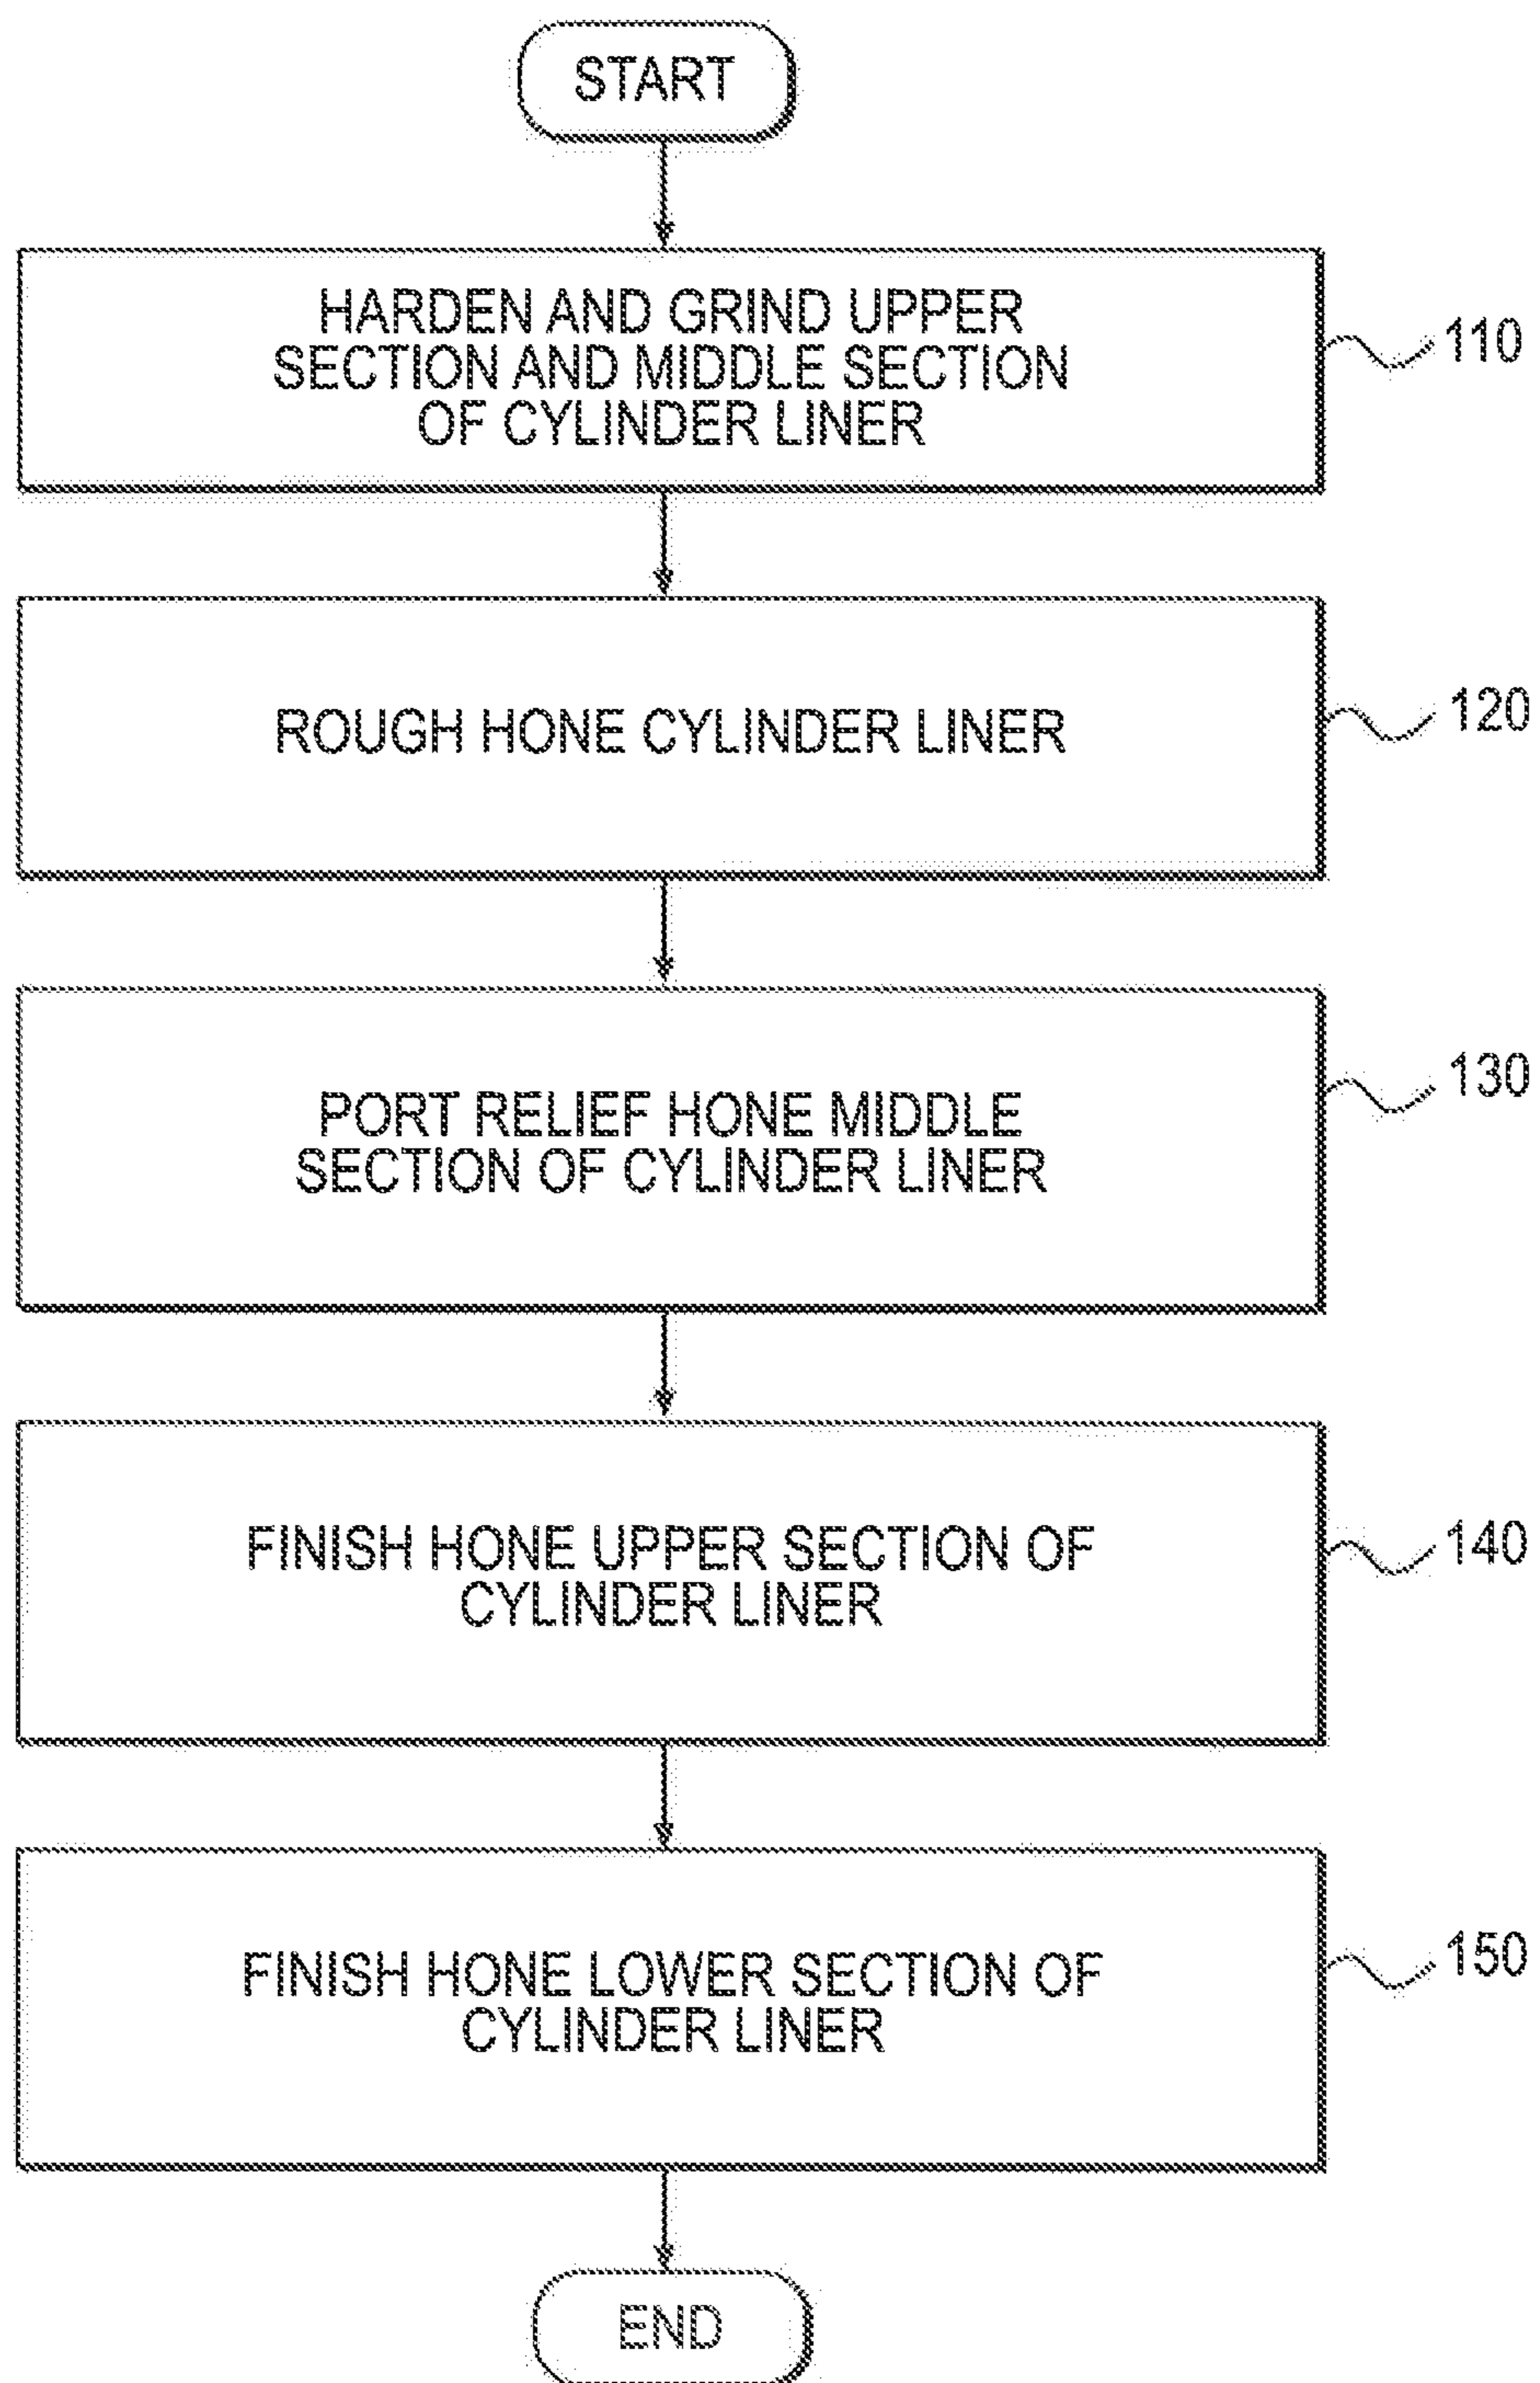 START
HARDEN AND GRIND UPPER
SECTION AND MIDDLE SECTION
OF CYLINDER LINER
110
ROUGH HONE CYLINDER LINER
120
PORT RELIEF HONE MIDDLE
SECTION OF CYLINDER LINER
130
FINISH HONE UPPER SECTION OF
CYLINDER LINER
140
FINISH HONE LOWER SECTION OF
CYLINDER LINER
150
END